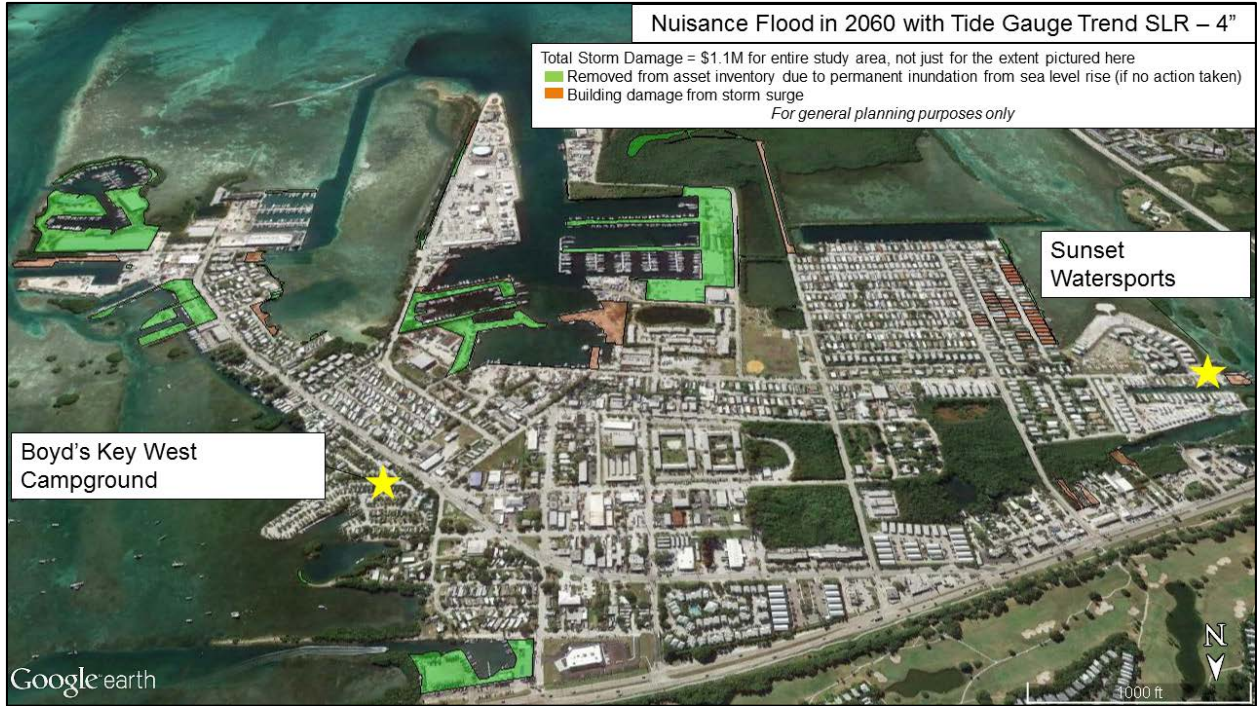 Nuisance Flood in 2060 with Tide Gauge Trend SLR – 4”
Total Storm Damage = $1.1M for entire study area, not just for the extent pictured here
Removed from asset inventory due to permanent inundation from sea level rise (if no action taken)
Building damage from storm surge
For general planning purposes only
Sunset
Watersports
Boyd’s Key West
Campground
N
Google earth
1000 ft